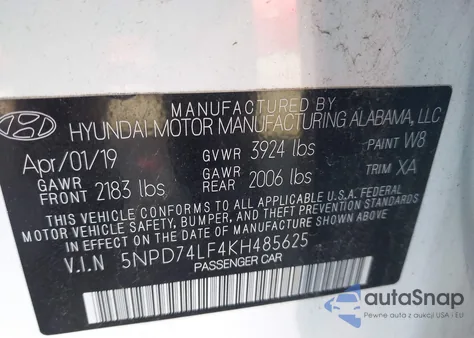 MANUFACTURED BY
HYUNDAI MOTOR MANUFACTURING ALABAMA, LLC
Apr/01/19 GVWR 3924 lbs PAINT W8
GAWR FRONT 2183 lbs GAWR REAR 2006 lbs TRIM XA
THIS VEHICLE CONFORMS TO ALL APPLICABLE U.S.A. FEDERAL
MOTOR VEHICLE SAFETY, BUMPER, AND THEFT PREVENTION STANDARDS
IN EFFECT ON THE DATE OF MANUFACTURE SHOWN ABOVE.
V.I.N 5NPD74LF4KH485625
PASSENGER CAR
autoSnap
Pewne auto z aukcji USA i EU